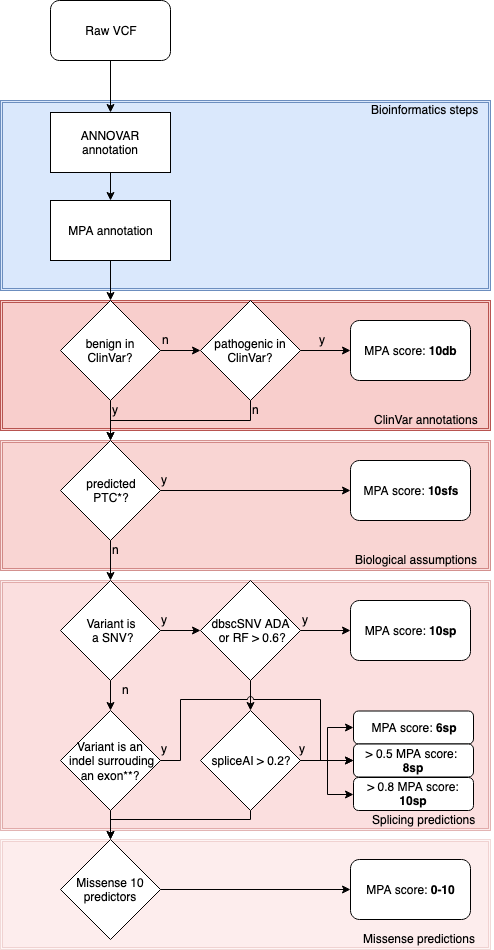 Raw VCF
Bioinformatics steps
ANNOVAR
annotation
MPA annotation
benign in
ClinVar?
n
pathogenic in
ClinVar?
y
MPA score: 10db
y
n
ClinVar annotations
predicted
PTC*?
y
MPA score: 10sfs
n
Biological assumptions
Variant is
a SNV?
y
dbscSNV ADA
or RF > 0.6?
y
MPA score: 10sp
n
Variant is an
indel surrouding
an exon**?
y
spliceAI > 0.2?
y
MPA score: 6sp
> 0.5 MPA score:
8sp
> 0.8 MPA score:
10sp
Splicing predictions
Missense 10
predictors
MPA score: 0-10
Missense predictions